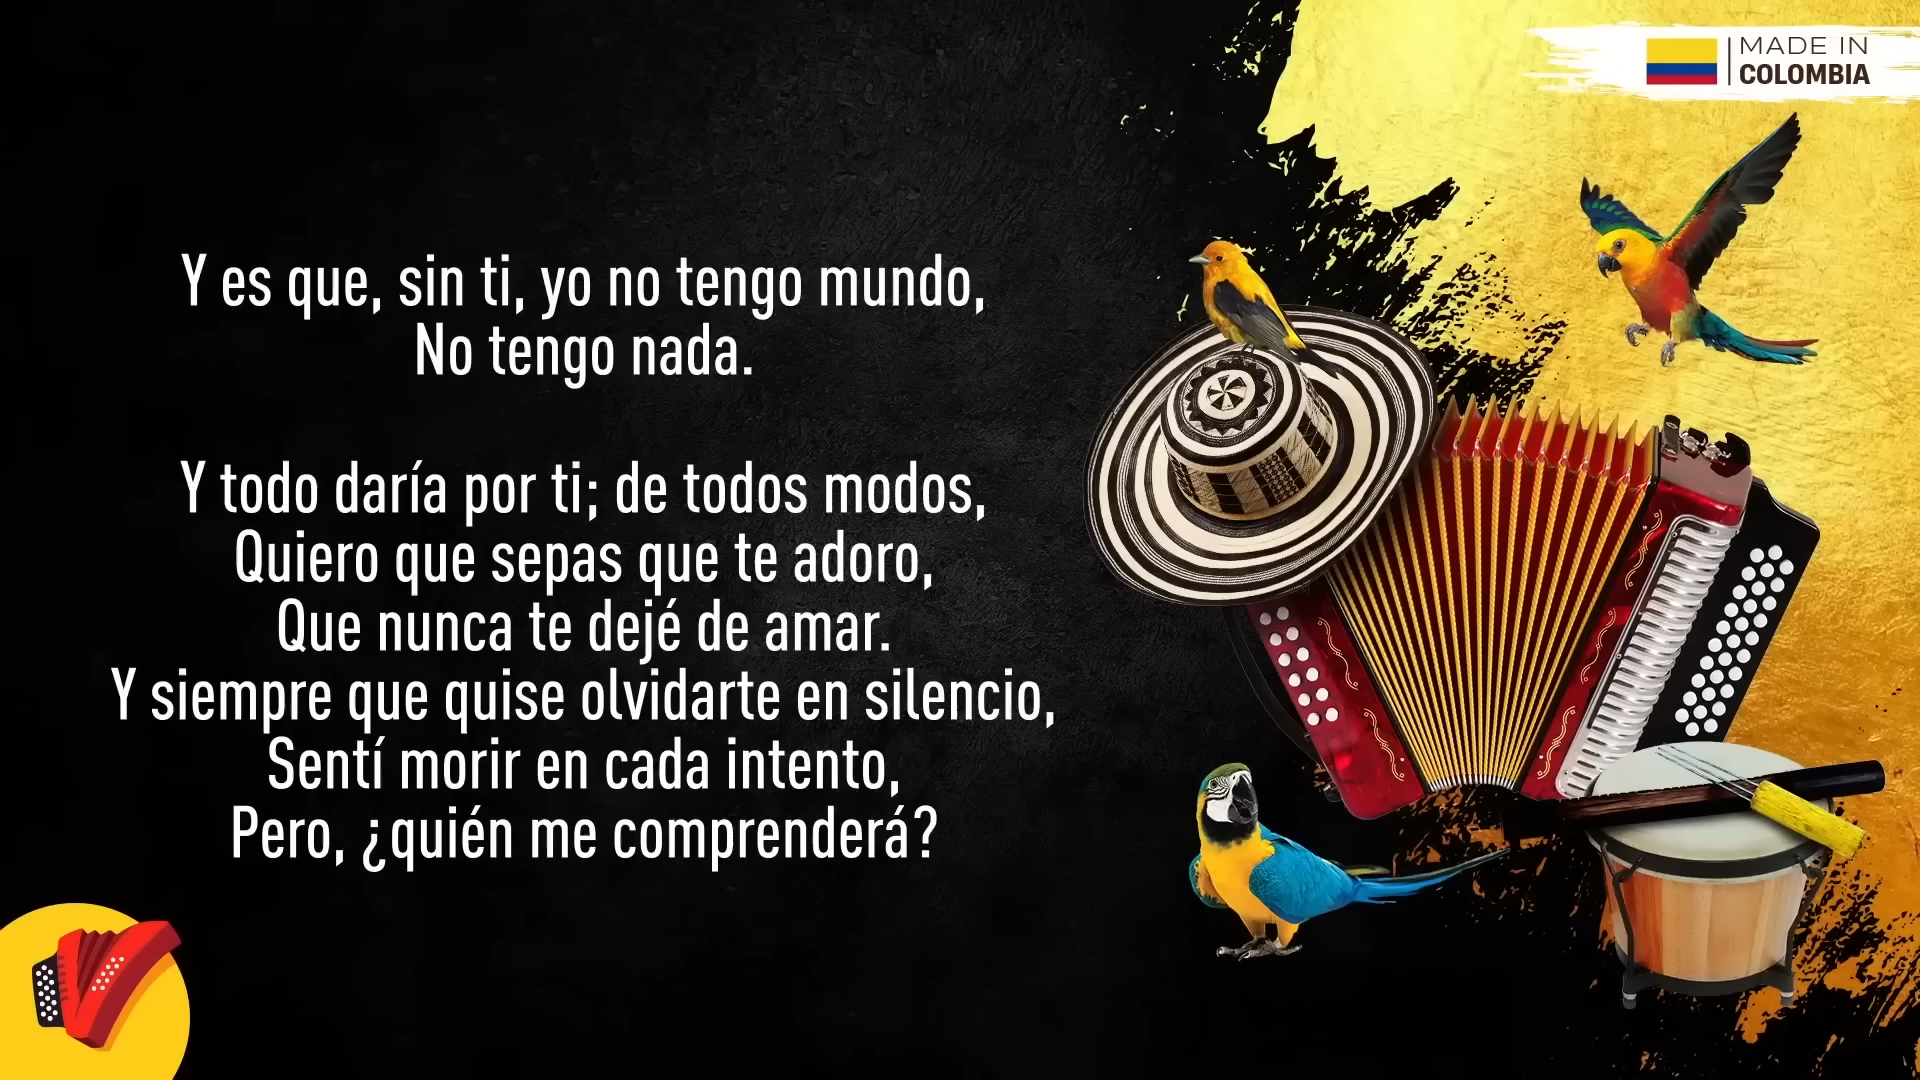 MADE IN
COLOMBIA
Y es que, sin ti, yo no tengo mundo,
No tengo nada.
Y todo daría por ti; de todos modos,
Quiero que sepas que te adoro,
Que nunca te dejé de amar.
Y siempre que quise olvidarte en silencio,
Sentí morir en cada intento,
Pero, ¿quién me comprenderá?